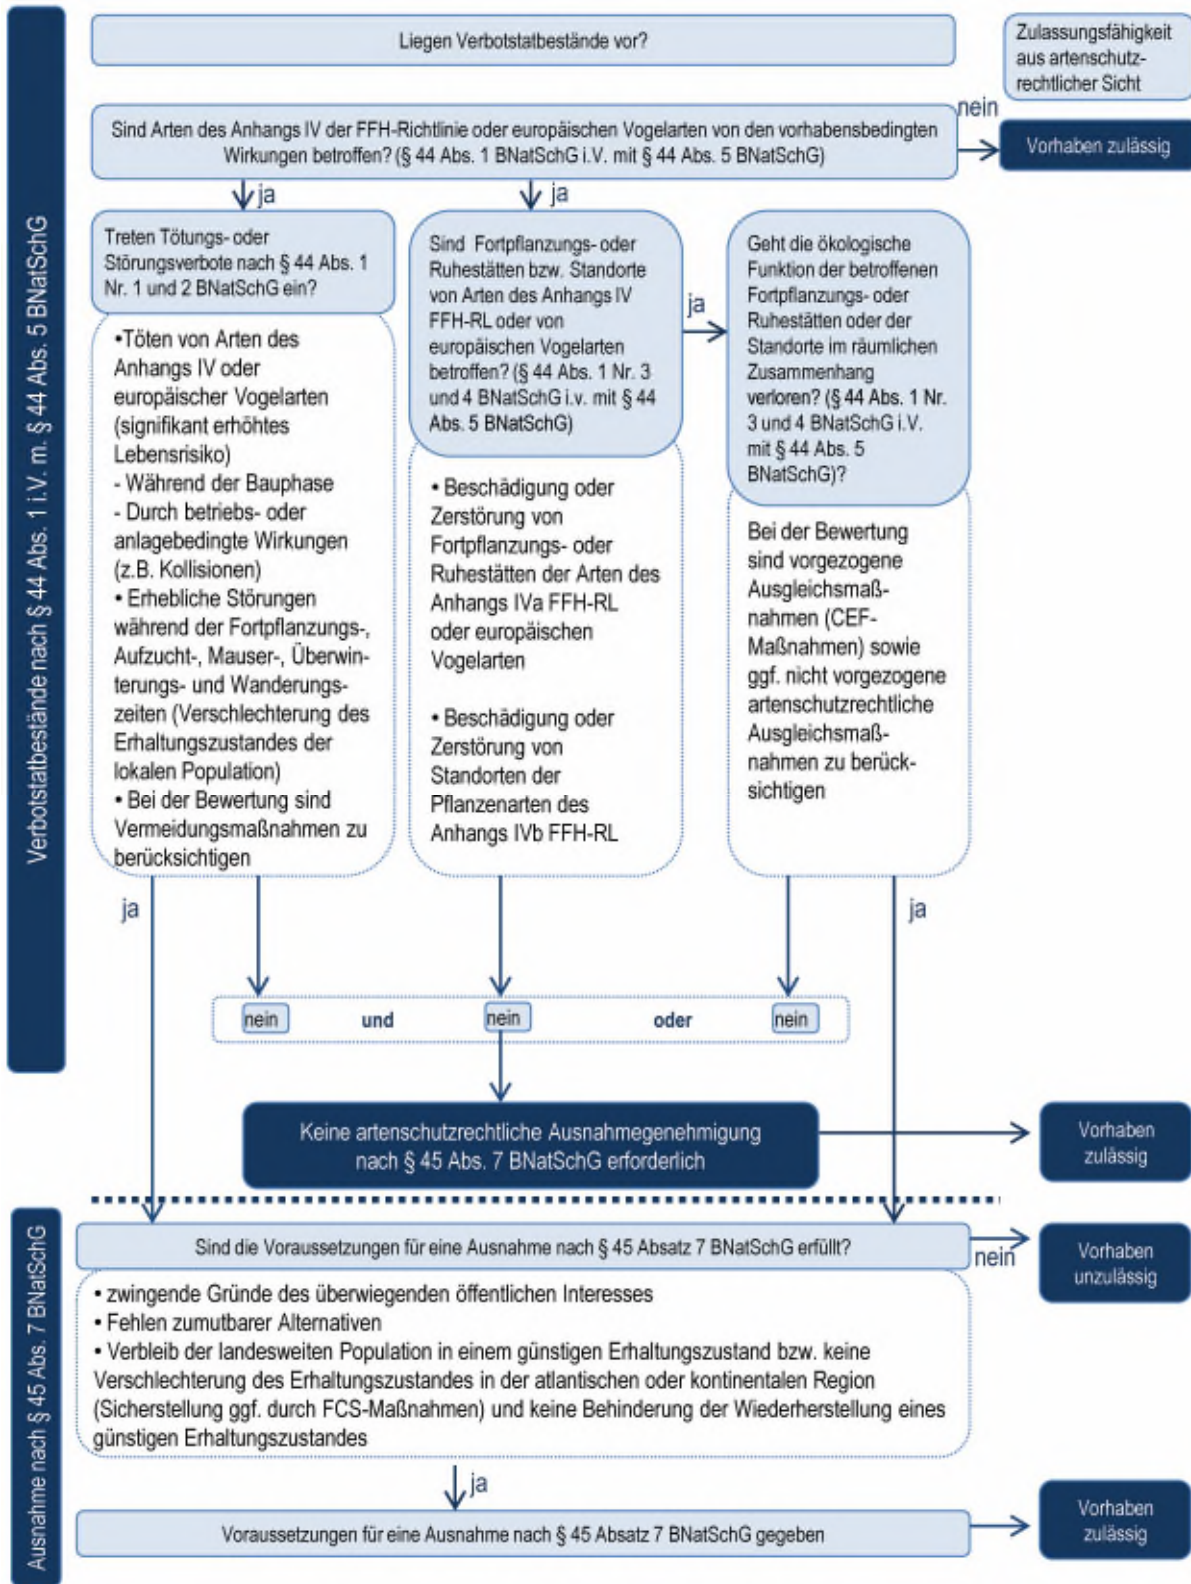 Verbotstatbestände nach § 44 Abs. 1 i.V. m. § 44 Abs. 5 BNatSchG
Liegen Verbotstatbestände vor?
Zulassungsfähigkeit
aus artenschutz-
rechtlicher Sicht
Sind Arten des Anhangs IV der FFH-Richtlinie oder europäischen Vogelarten von den vorhabensbedingten
Wirkungen betroffen? (§ 44 Abs. 1 BNatSchG i.V. mit § 44 Abs. 5 BNatSchG)
nein
Vorhaben zulässig
ja
ja
Treten Tötungs- oder
Störungsverbote nach § 44 Abs. 1
Nr. 1 und 2 BNatSchG ein?
•Töten von Arten des
Anhangs IV oder
europäischer Vogelarten
(signifikant erhöhtes
Lebensrisiko)
- Während der Bauphase
- Durch betriebs- oder
anlagebedingte Wirkungen
(z.B. Kollisionen)
• Erhebliche Störungen
während der Fortpflanzungs-,
Aufzucht-, Mauser-, Überwin-
terungs- und Wanderungs-
zeiten (Verschlechterung des
Erhaltungszustandes der
lokalen Population)
• Bei der Bewertung sind
Vermeidungsmaßnahmen zu
berücksichtigen
Sind Fortpflanzungs- oder
Ruhestätten bzw. Standorte
von Arten des Anhangs IV
FFH-RL oder von
europäischen Vogelarten
betroffen? (§ 44 Abs. 1 Nr. 3
und 4 BNatSchG i.v. mit § 44
Abs. 5 BNatSchG)
• Beschädigung oder
Zerstörung von
Fortpflanzungs- oder
Ruhestätten der Arten des
Anhangs IVa FFH-RL
oder europäischen
Vogelarten
• Beschädigung oder
Zerstörung von
Standorten der
Pflanzenarten des
Anhangs IVb FFH-RL
ja
Geht die ökologische
Funktion der betroffenen
Fortpflanzungs- oder
Ruhestätten oder der
Standorte im räumlichen
Zusammenhang
verloren? (§ 44 Abs. 1 Nr.
3 und 4 BNatSchG i.V.
mit § 44 Abs. 5
BNatSchG)?
Bei der Bewertung
sind vorgezogene
Ausgleichsmaß-
nahmen (CEF-
Maßnahmen) sowie
ggf. nicht vorgezogene
artenschutzrechtliche
Ausgleichsmaß-
nahmen zu berück-
sichtigen
ja
ja
nein und nein oder nein
Keine artenschutzrechtliche Ausnahmegenehmigung
nach § 45 Abs. 7 BNatSchG erforderlich
Vorhaben
zulässig
Ausnahme nach § 45 Abs. 7 BNatSchG
Sind die Voraussetzungen für eine Ausnahme nach § 45 Absatz 7 BNatSchG erfüllt?
nein
Vorhaben
unzulässig
• zwingende Gründe des überwiegenden öffentlichen Interesses
• Fehlen zumutbarer Alternativen
• Verbleib der landesweiten Population in einem günstigen Erhaltungszustand bzw. keine
Verschlechterung des Erhaltungszustandes in der atlantischen oder kontinentalen Region
(Sicherstellung ggf. durch FCS-Maßnahmen) und keine Behinderung der Wiederherstellung eines
günstigen Erhaltungszustandes
ja
Voraussetzungen für eine Ausnahme nach § 45 Absatz 7 BNatSchG gegeben
Vorhaben
zulässig